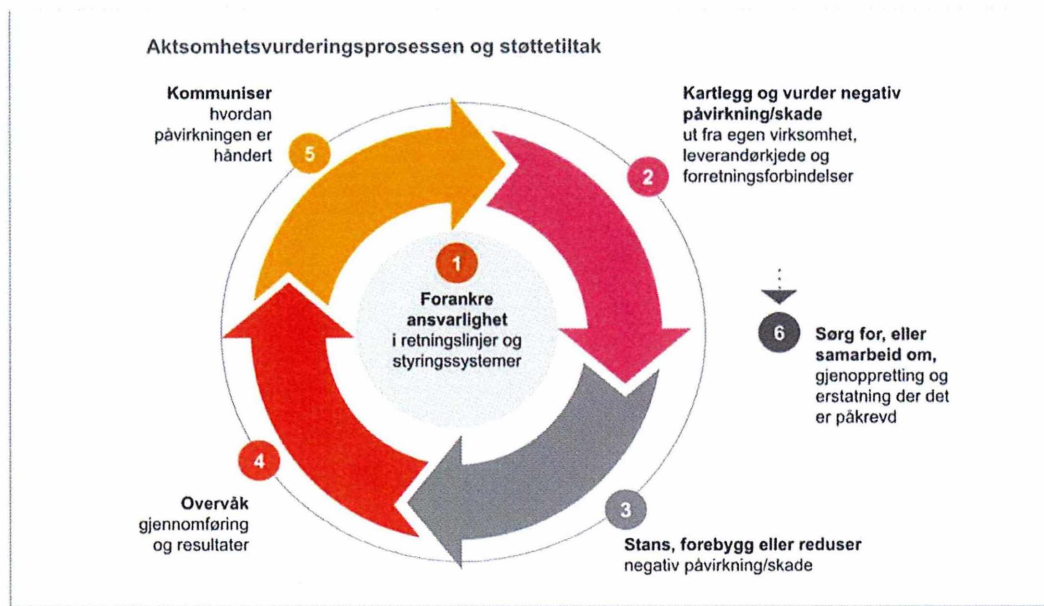 Aktsomhetsvurderingsprosessen og støttetiltak
1
Forankre
ansvarlighet
i retningslinjer og
styringssystemer
2
Kartlegg og vurder negativ
påvirkning/skade
ut fra egen virksomhet,
leverandørkjede og
forretningsforbindelser
3
Stans, forebygg eller reduser
negativ påvirkning/skade
4
Overvåk
gjennomføring
og resultater
5
Kommuniser
hvordan
påvirkningen er
håndert
6
Sørg for, eller
samarbeid om,
gjenoppretting og
erstatning der det
er påkrevd